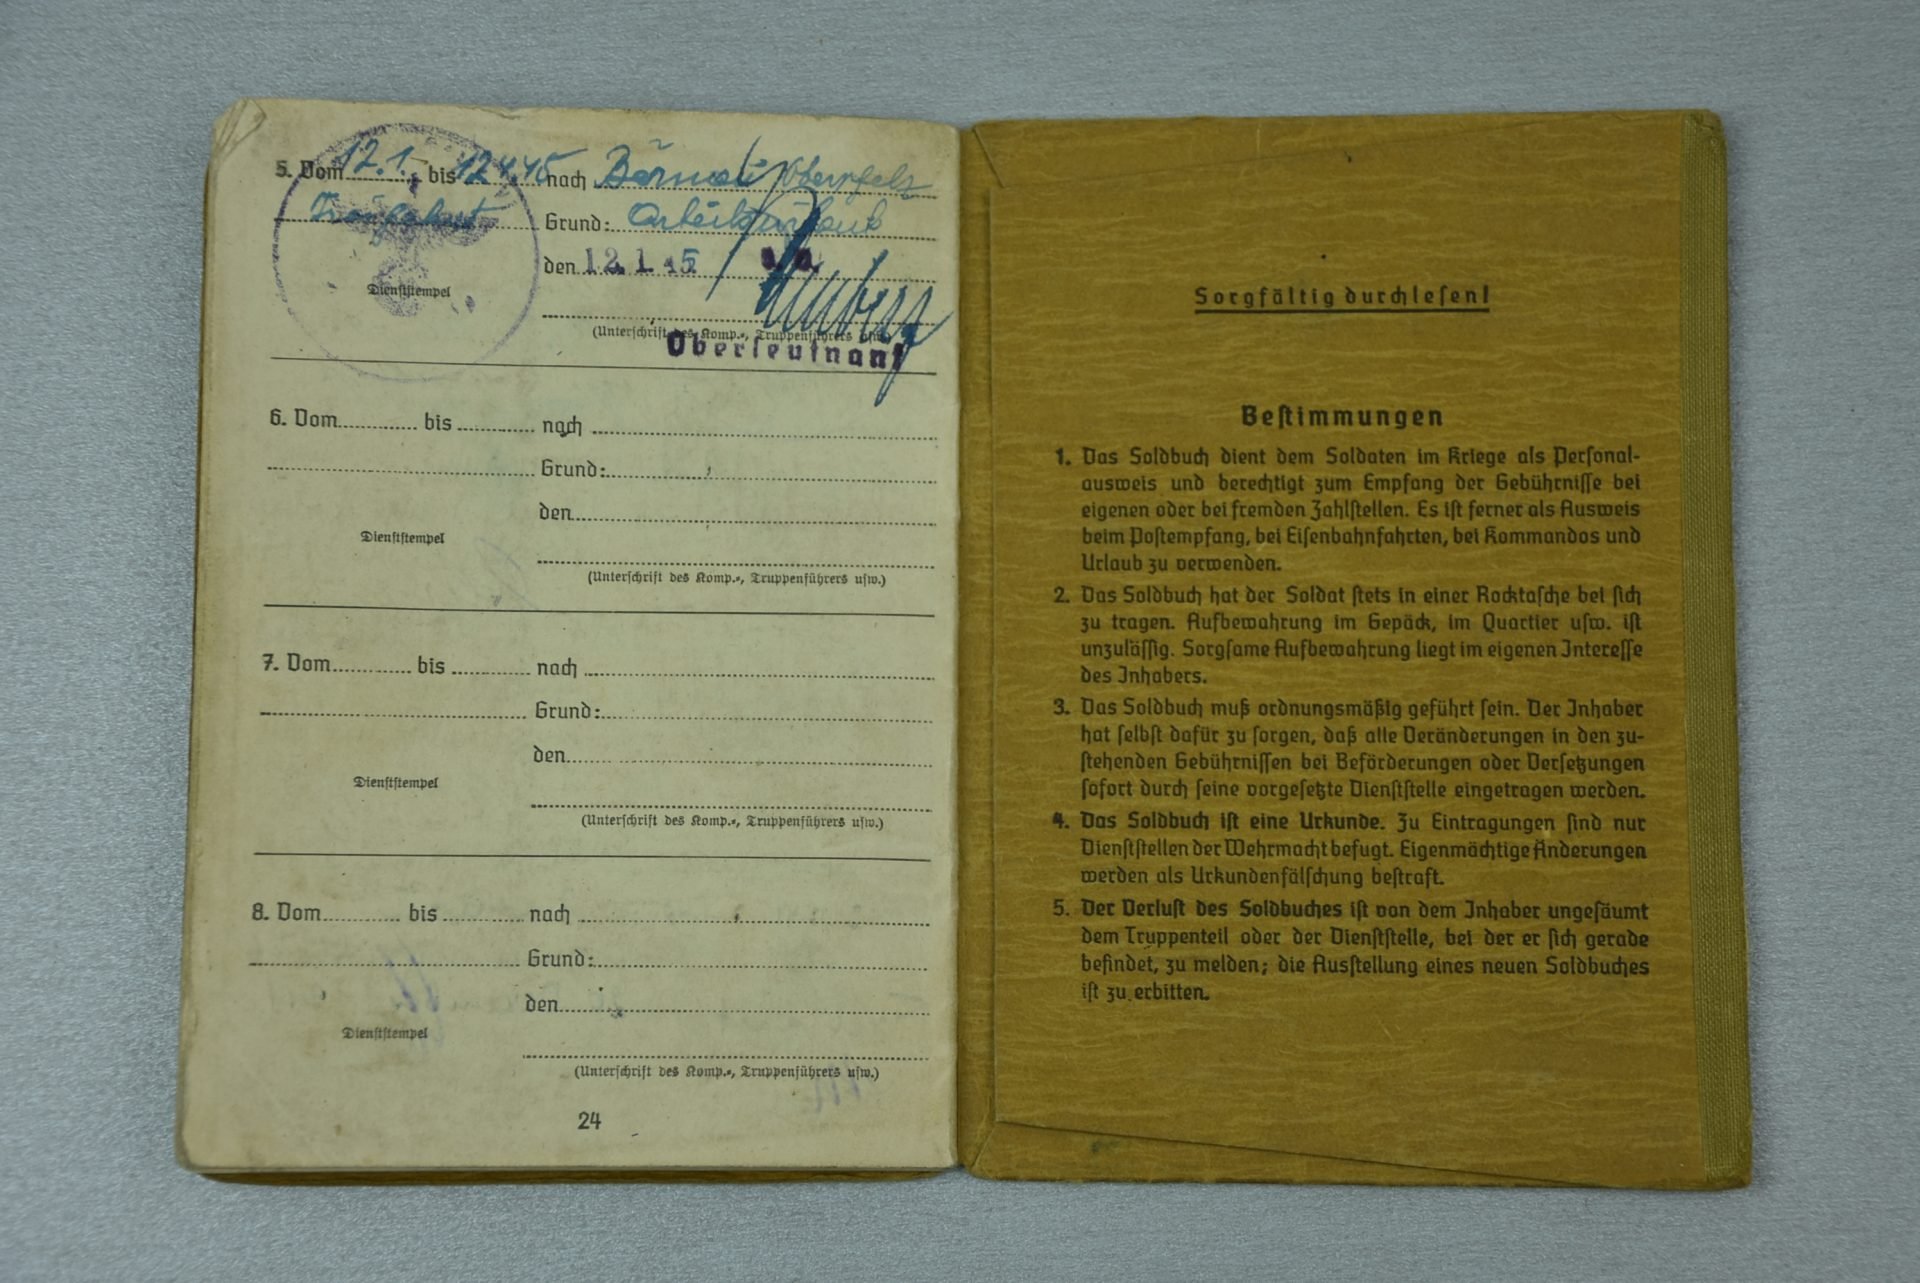 5. Vom 12.1. bis 12.4.45 nach Bärnau Oberpfalz
Grund: Arbeitsurlaub
den 12.1.45
Dienststempel
(Unterschrift des Komp.=, Truppenführers usw.)
Oberleutnant
6. Vom bis nach
Grund:
den
Dienststempel
(Unterschrift des Komp.=, Truppenführers usw.)
7. Vom bis nach
Grund:
den
Dienststempel
(Unterschrift des Komp.=, Truppenführers usw.)
8. Vom bis nach
Grund:
den
Dienststempel
(Unterschrift des Komp.=, Truppenführers usw.)
24
Sorgfältig durchlesen!
Bestimmungen
1. Das Soldbuch dient dem Soldaten im Kriege als Personal-
ausweis und berechtigt zum Empfang der Gebührnisse bei
eigenen oder bei fremden Zahlstellen. Es ist ferner als Ausweis
beim Postempfang, bei Eisenbahnfahrten, bei Kommandos und
Urlaub zu verwenden.
2. Das Soldbuch hat der Soldat stets in einer Rocktasche bei sich
zu tragen. Aufbewahrung im Gepäck, im Quartier usw. ist
unzulässig. Sorgsame Aufbewahrung liegt im eigenen Interesse
des Inhabers.
3. Das Soldbuch muß ordnungsmäßig geführt sein. Der Inhaber
hat selbst dafür zu sorgen, daß alle Veränderungen in den zu-
stehenden Gebührnissen bei Beförderungen oder Versetzungen
sofort durch seine vorgesetzte Dienststelle eingetragen werden.
4. Das Soldbuch ist eine Urkunde. Zu Eintragungen sind nur
Dienststellen der Wehrmacht befugt. Eigenmächtige Änderungen
werden als Urkundenfälschung bestraft.
5. Der Verlust des Soldbuches ist von dem Inhaber ungesäumt
dem Truppenteil oder der Dienststelle, bei der er sich gerade
befindet, zu melden; die Ausstellung eines neuen Soldbuches
ist zu erbitten.